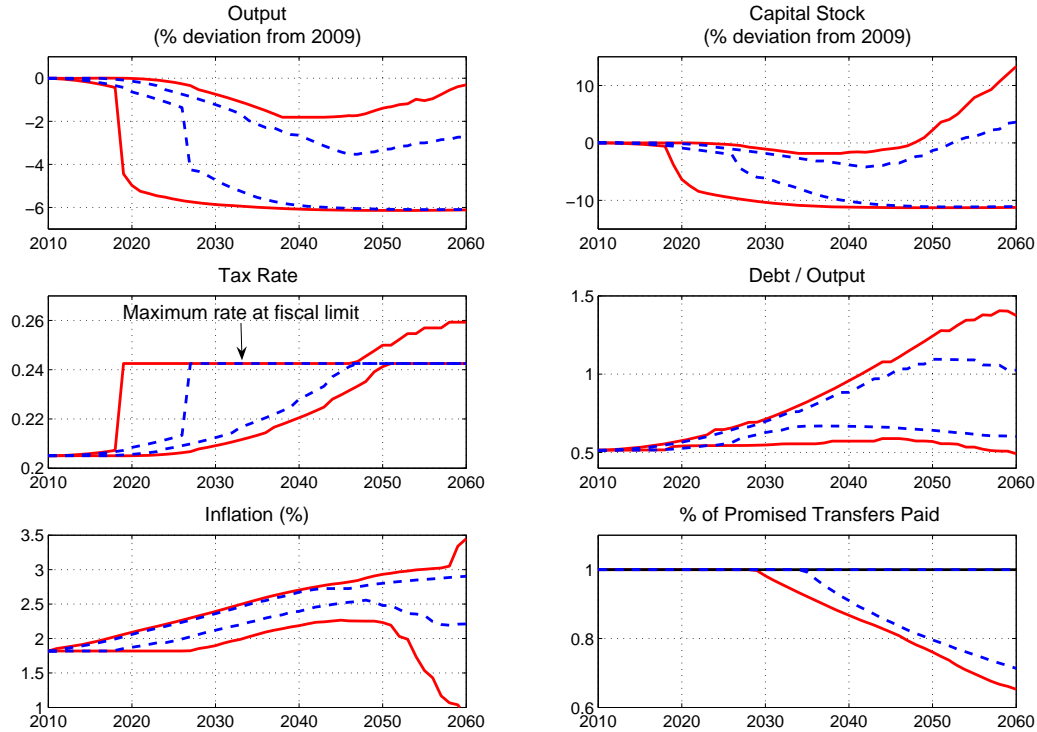 Output
(% deviation from 2009)
0
−2
−4
−6
2010 2020 2030 2040 2050 2060
Capital Stock
(% deviation from 2009)
10
0
−10
2010 2020 2030 2040 2050 2060
Tax Rate
Maximum rate at fiscal limit
0.26
0.24
0.22
0.2
2010 2020 2030 2040 2050 2060
Debt / Output
1.5
1
0.5
2010 2020 2030 2040 2050 2060
Inflation (%)
3.5
3
2.5
2
1.5
1
2010 2020 2030 2040 2050 2060
% of Promised Transfers Paid
1
0.8
0.6
2010 2020 2030 2040 2050 2060